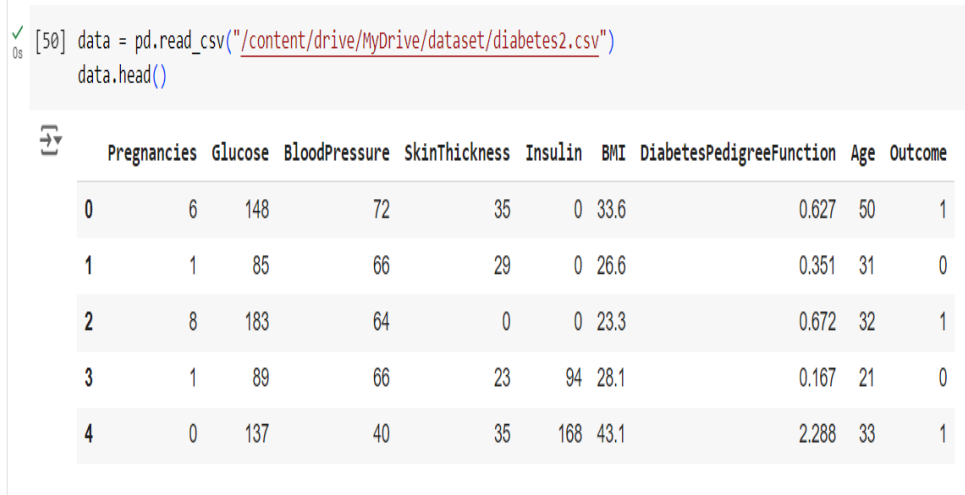 [50] data = pd.read_csv("/content/drive/MyDrive/dataset/diabetes2.csv")
0s
data.head()
Pregnancies Glucose BloodPressure SkinThickness Insulin BMI DiabetesPedigreeFunction Age Outcome
0 6 148 72 35 0 33.6 0.627 50 1
1 1 85 66 29 0 26.6 0.351 31 0
2 8 183 64 0 0 23.3 0.672 32 1
3 1 89 66 23 94 28.1 0.167 21 0
4 0 137 40 35 168 43.1 2.288 33 1